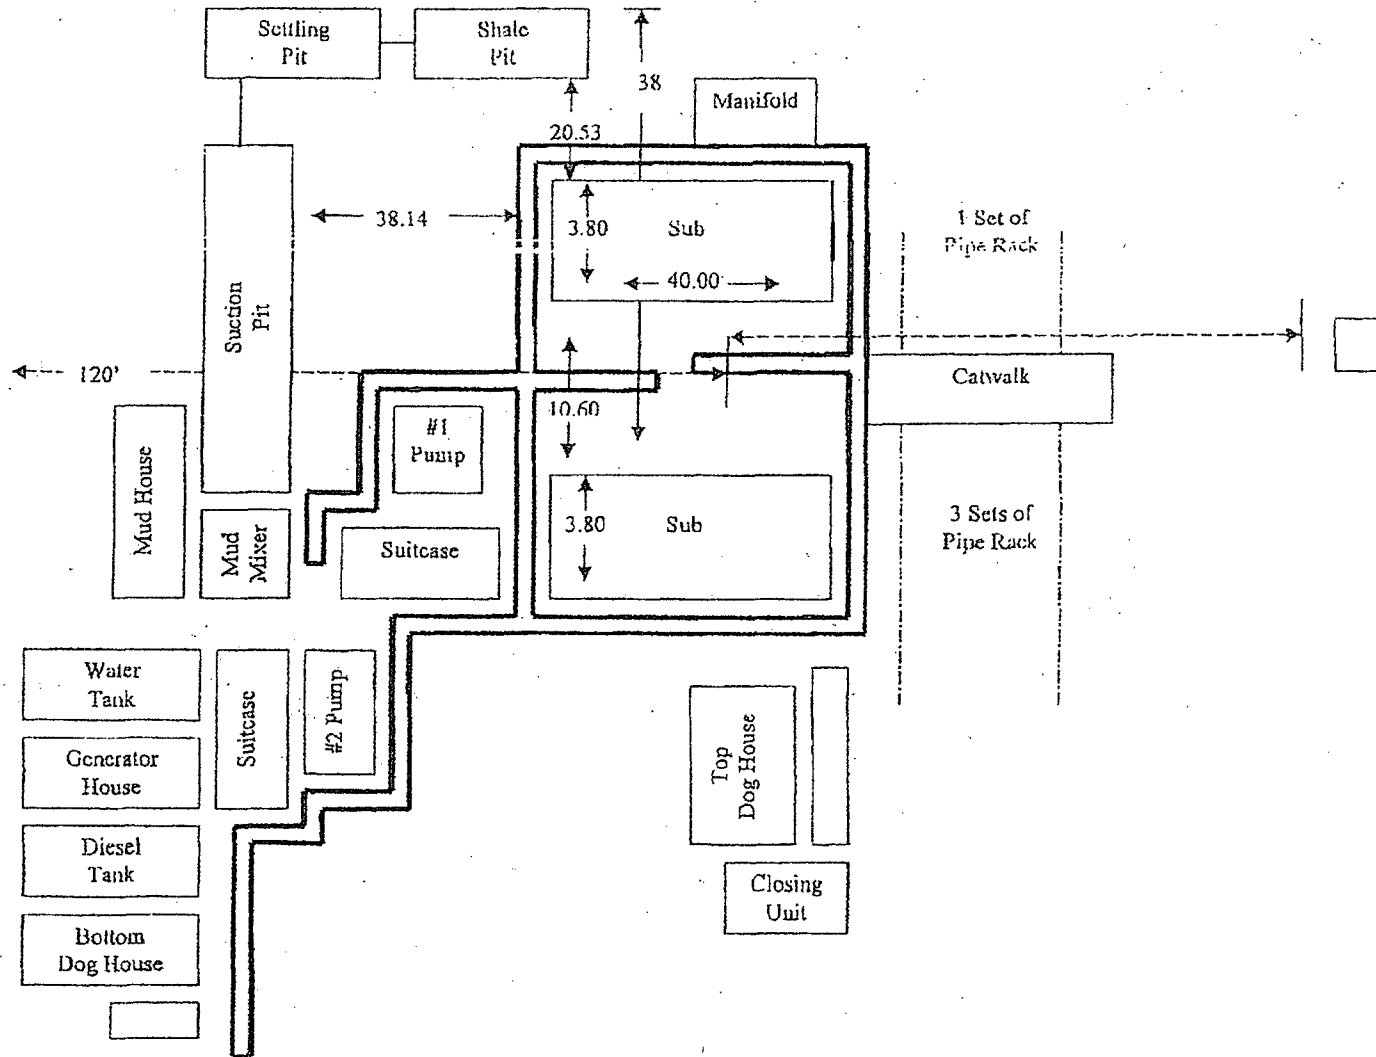 Settling
Pit
Shale
Pit
38
Manifold
20.53
38.14
3.80
Sub
40.00
1 Set of
Pipe Rack
Suction
Pit
120'
Catwalk
10.60
#1
Pump
Mud House
Mud
Mixer
Suitcase
3.80
Sub
3 Sets of
Pipe Rack
Water
Tank
Suitcase
#2 Pump
Generator
House
Top
Dog House
Diesel
Tank
Closing
Unit
Bottom
Dog House